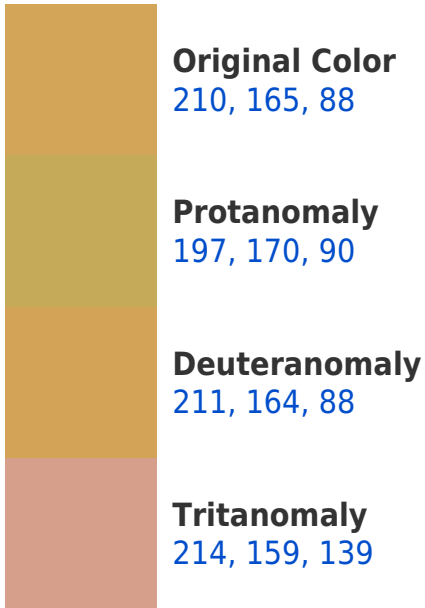 Original Color
210, 165, 88
Protanomaly
197, 170, 90
Deuteranomaly
211, 164, 88
Tritanomaly
214, 159, 139